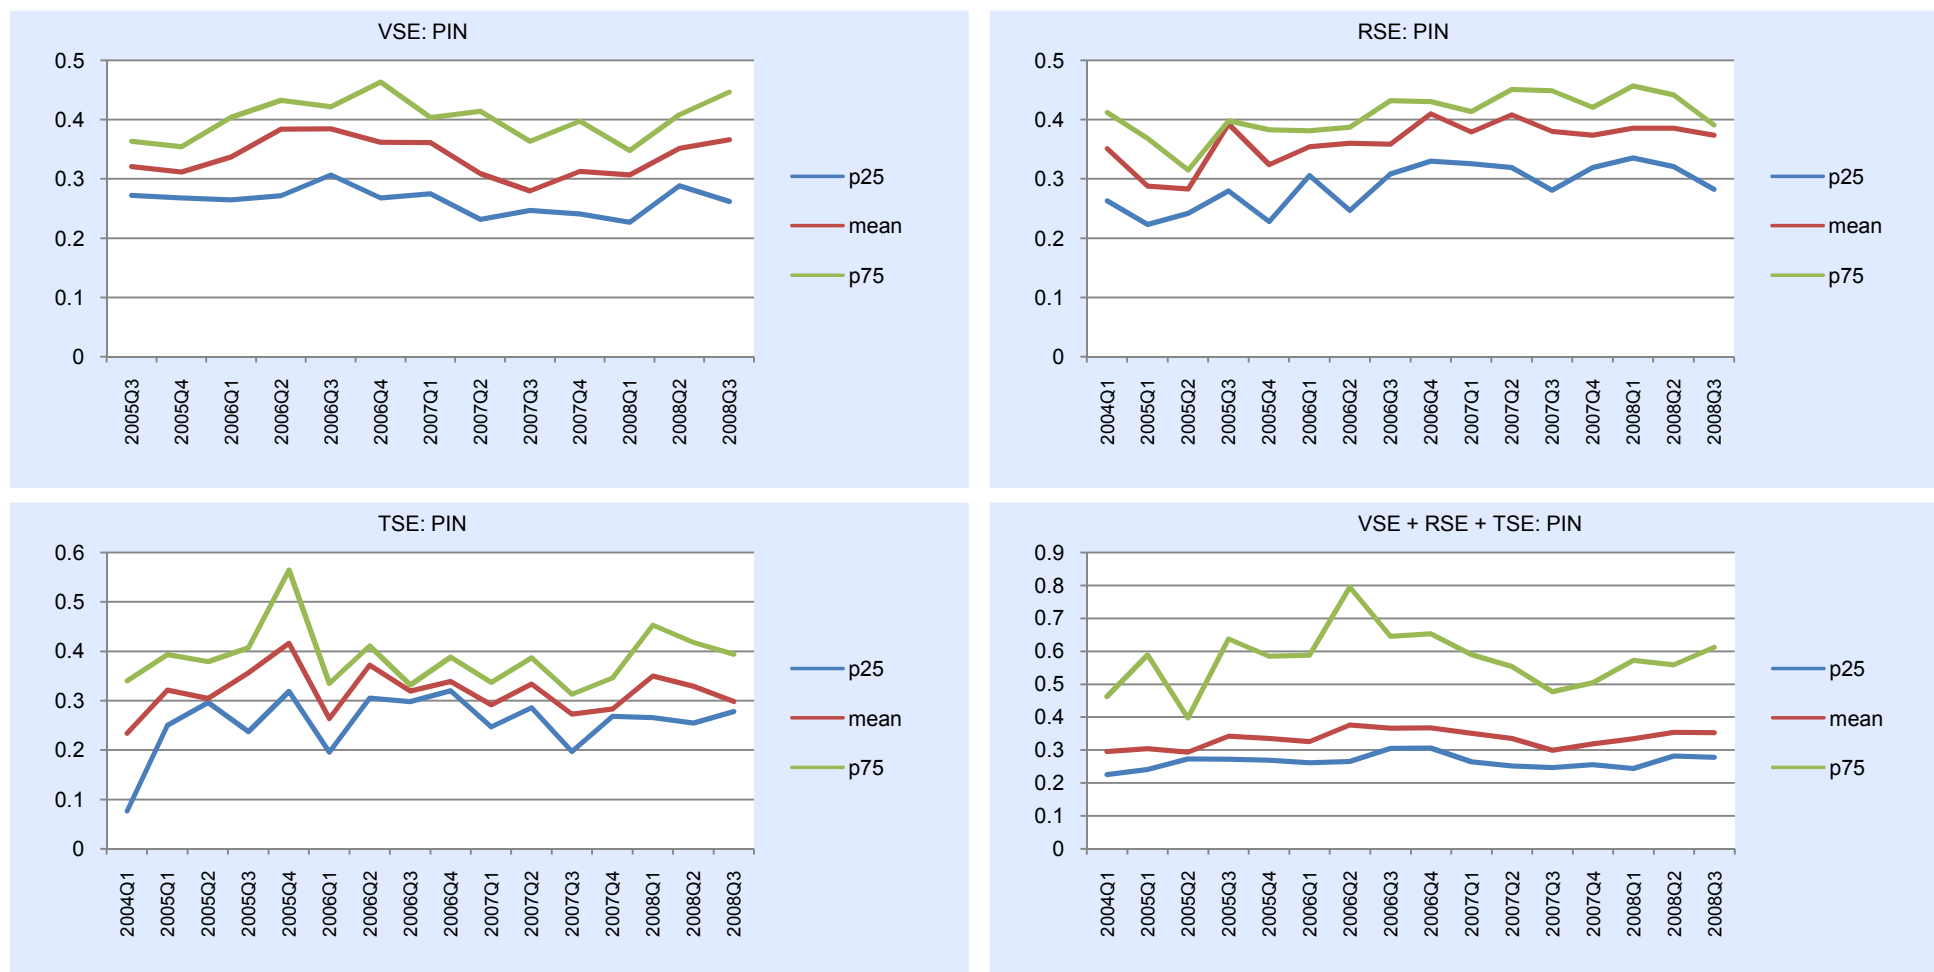 VSE: PIN
0.5
0.4
0.3
0.2
0.1
0
2005Q3
2005Q4
2006Q1
2006Q2
2006Q3
2006Q4
2007Q1
2007Q2
2007Q3
2007Q4
2008Q1
2008Q2
2008Q3
p25
mean
p75
RSE: PIN
0.5
0.4
0.3
0.2
0.1
0
2004Q1
2005Q1
2005Q2
2005Q3
2005Q4
2006Q1
2006Q2
2006Q3
2006Q4
2007Q1
2007Q2
2007Q3
2007Q4
2008Q1
2008Q2
2008Q3
p25
mean
p75
TSE: PIN
0.6
0.5
0.4
0.3
0.2
0.1
0
2004Q1
2005Q1
2005Q2
2005Q3
2005Q4
2006Q1
2006Q2
2006Q3
2006Q4
2007Q1
2007Q2
2007Q3
2007Q4
2008Q1
2008Q2
2008Q3
p25
mean
p75
VSE + RSE + TSE: PIN
0.9
0.8
0.7
0.6
0.5
0.4
0.3
0.2
0.1
0
2004Q1
2005Q1
2005Q2
2005Q3
2005Q4
2006Q1
2006Q2
2006Q3
2006Q4
2007Q1
2007Q2
2007Q3
2007Q4
2008Q1
2008Q2
2008Q3
p25
mean
p75